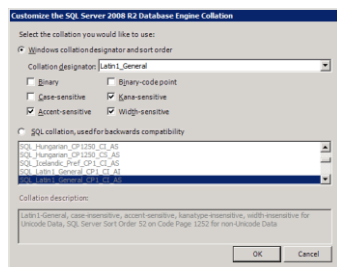 Customize the SQL Server 2008 R2 Database Engine Collation
Select the collation you would like to use:
Windows collation designator and sort order
Collation designator: Latin1_General
Binary
Binary-code point
Case-sensitive
Kana-sensitive
Accent-sensitive
Width-sensitive
SQL collation, used for backwards compatibility
SQL_Hungarian_CP1250_CI_AS
SQL_Hungarian_CP1250_CS_AS
SQL_Icelandic_Pref_CP1_CI_AS
SQL_Latin1_General_CP1_CI_AI
SQL_Latin1_General_CP1_CI_AS
Collation description:
Latin1-General, case-insensitive, accent-sensitive, kanatype-insensitive, width-insensitive for
Unicode Data, SQL Server Sort Order 52 on Code Page 1252 for non-Unicode Data
OK
Cancel